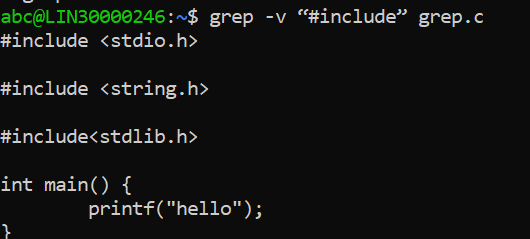 abc@LIN30000246:~$ grep -v “#include” grep.c
#include <stdio.h>
#include <string.h>
#include<stdlib.h>
int main() {
printf("hello");
}